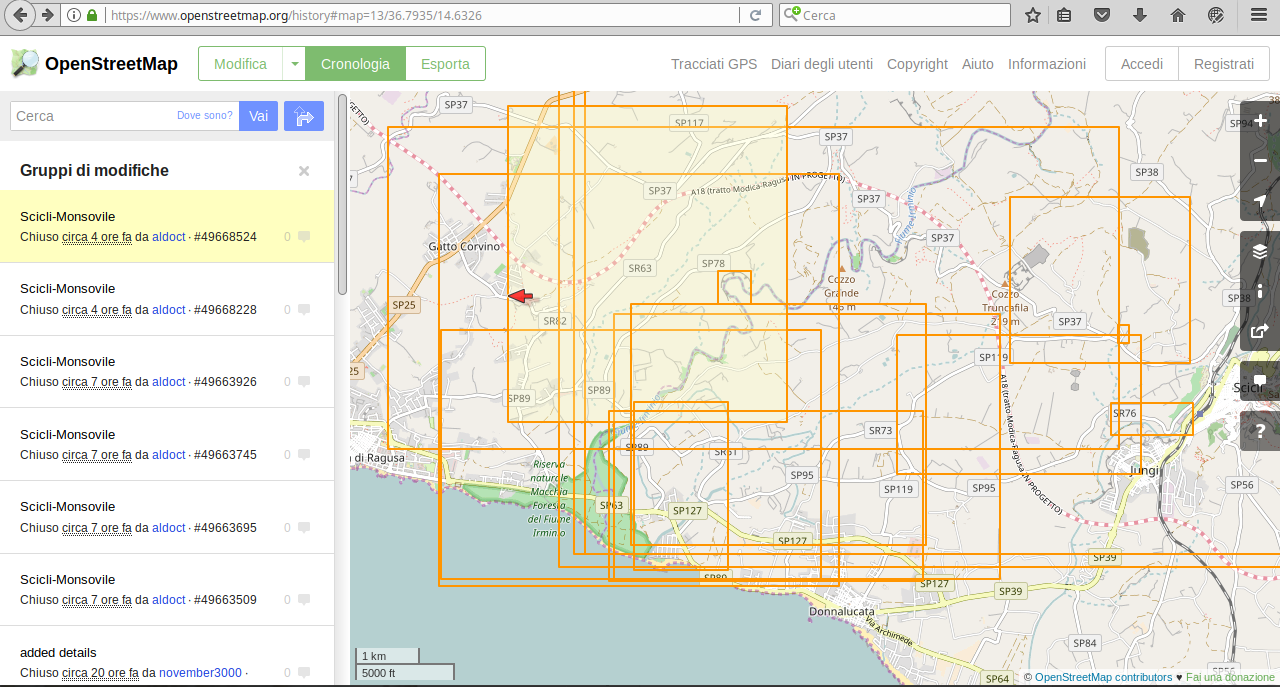 https://www.openstreetmap.org/history#map=13/36.7935/14.6326
Cerca
OpenStreetMap
Modifica
Cronologia
Esporta
Tracciati GPS
Diari degli utenti
Copyright
Aiuto
Informazioni
Accedi
Registrati
Cerca
Dove sono?
Vai
Gruppi di modifiche
Scicli-Monsovile
Chiuso circa 4 ore fa da aldoct · #49668524
0
Scicli-Monsovile
Chiuso circa 4 ore fa da aldoct · #49668228
0
Scicli-Monsovile
Chiuso circa 7 ore fa da aldoct · #49663926
0
Scicli-Monsovile
Chiuso circa 7 ore fa da aldoct · #49663745
0
Scicli-Monsovile
Chiuso circa 7 ore fa da aldoct · #49663695
0
Scicli-Monsovile
Chiuso circa 7 ore fa da aldoct · #49663509
0
added details
Chiuso circa 20 ore fa da november3000 ·
0
SP37
SP117
SP37
SP94
SP38
SP37
A18 (tratto Modica-Ragusa IN PROGETTO)
SP37
SP37
Fiume Irminio
Gatto Corvino
SP78
SR63
Cozzo
Grande
145 m
Cozzo
Truncafila
219 m
SP38
SP25
SR82
SP37
SP119
25
SP89
SP89
A18 (tratto Modica-Ragusa IN PROGETTO)
Scicli
SR76
SR73
SP89
SR61
a di Ragusa
Riserva
naturale
Macchia
Foresta
del Fiume
Irminio
SP95
SP119
SP95
Jungi
SP56
SP63
SP127
SP127
SP39
SP89
SP127
SP39
Donnalucata
Via Archimede
SP84
SP56
SP64
1 km
5000 ft
© OpenStreetMap contributors ♥ Fai una donazione